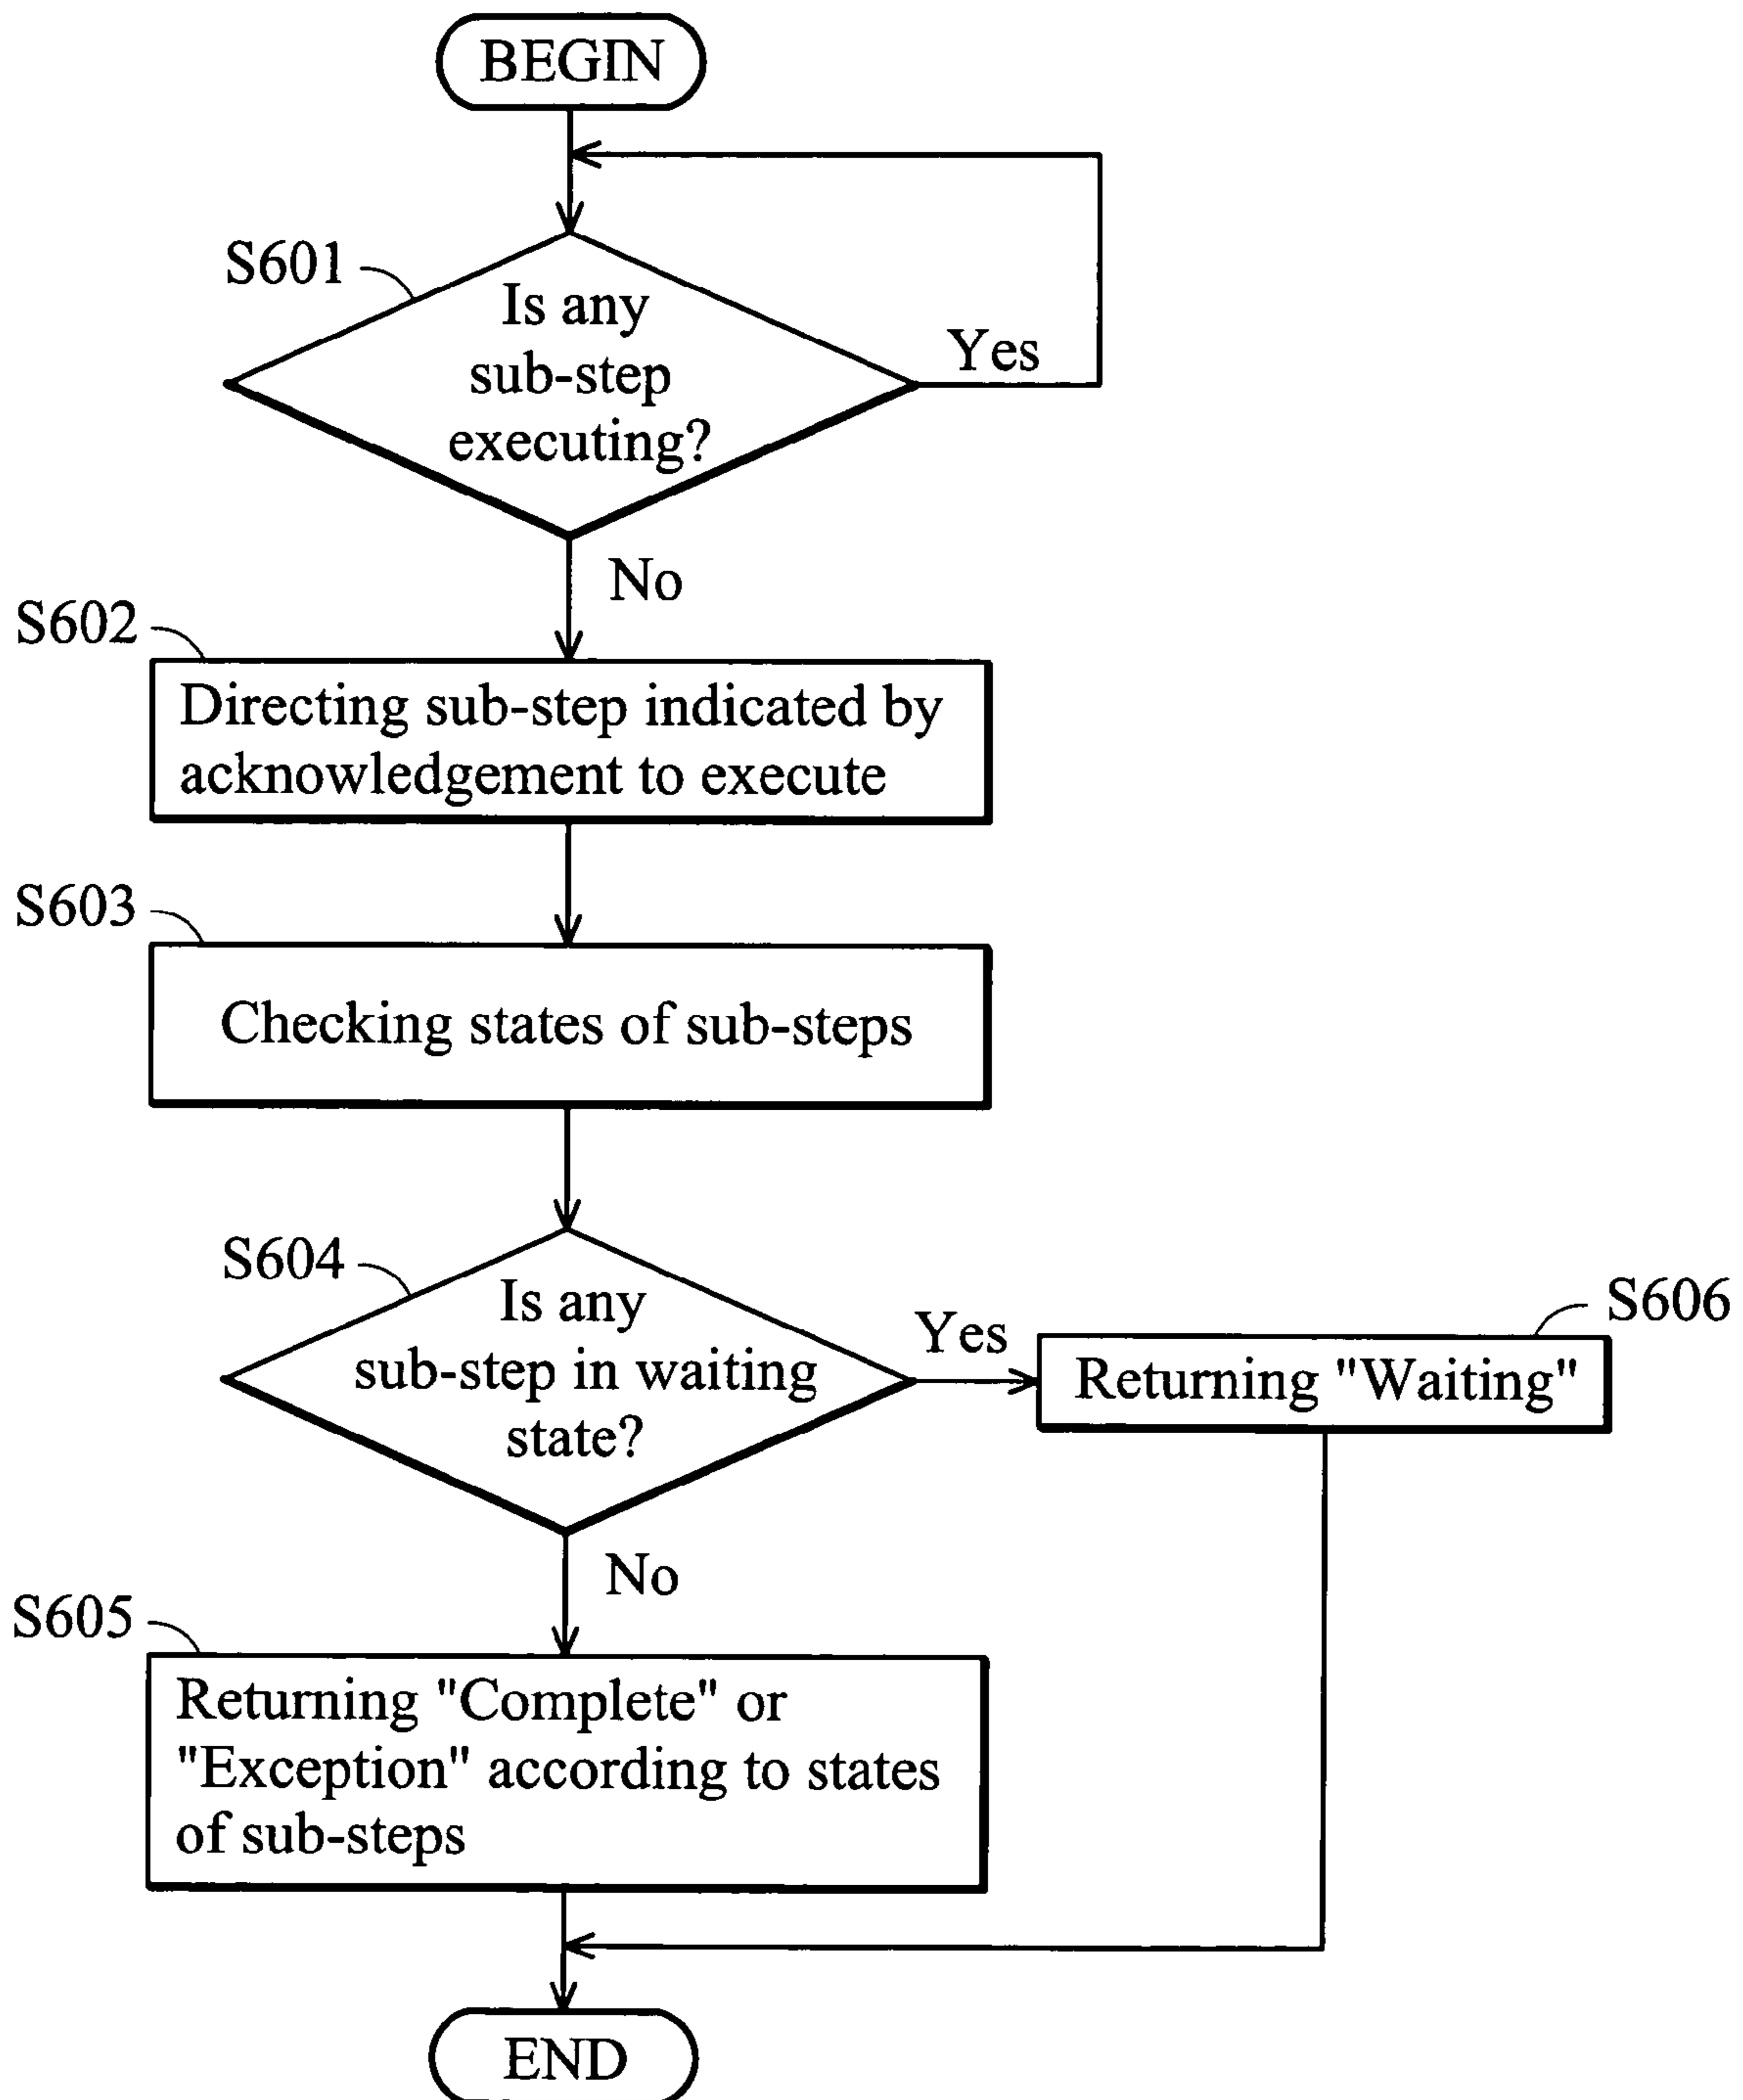 BEGIN
S601
Is any
sub-step
executing?
Yes
No
S602
Directing sub-step indicated by
acknowledgement to execute
S603
Checking states of sub-steps
S604
Is any
sub-step in waiting
state?
Yes
S606
Returning "Waiting"
No
S605
Returning "Complete" or
"Exception" according to states
of sub-steps
END